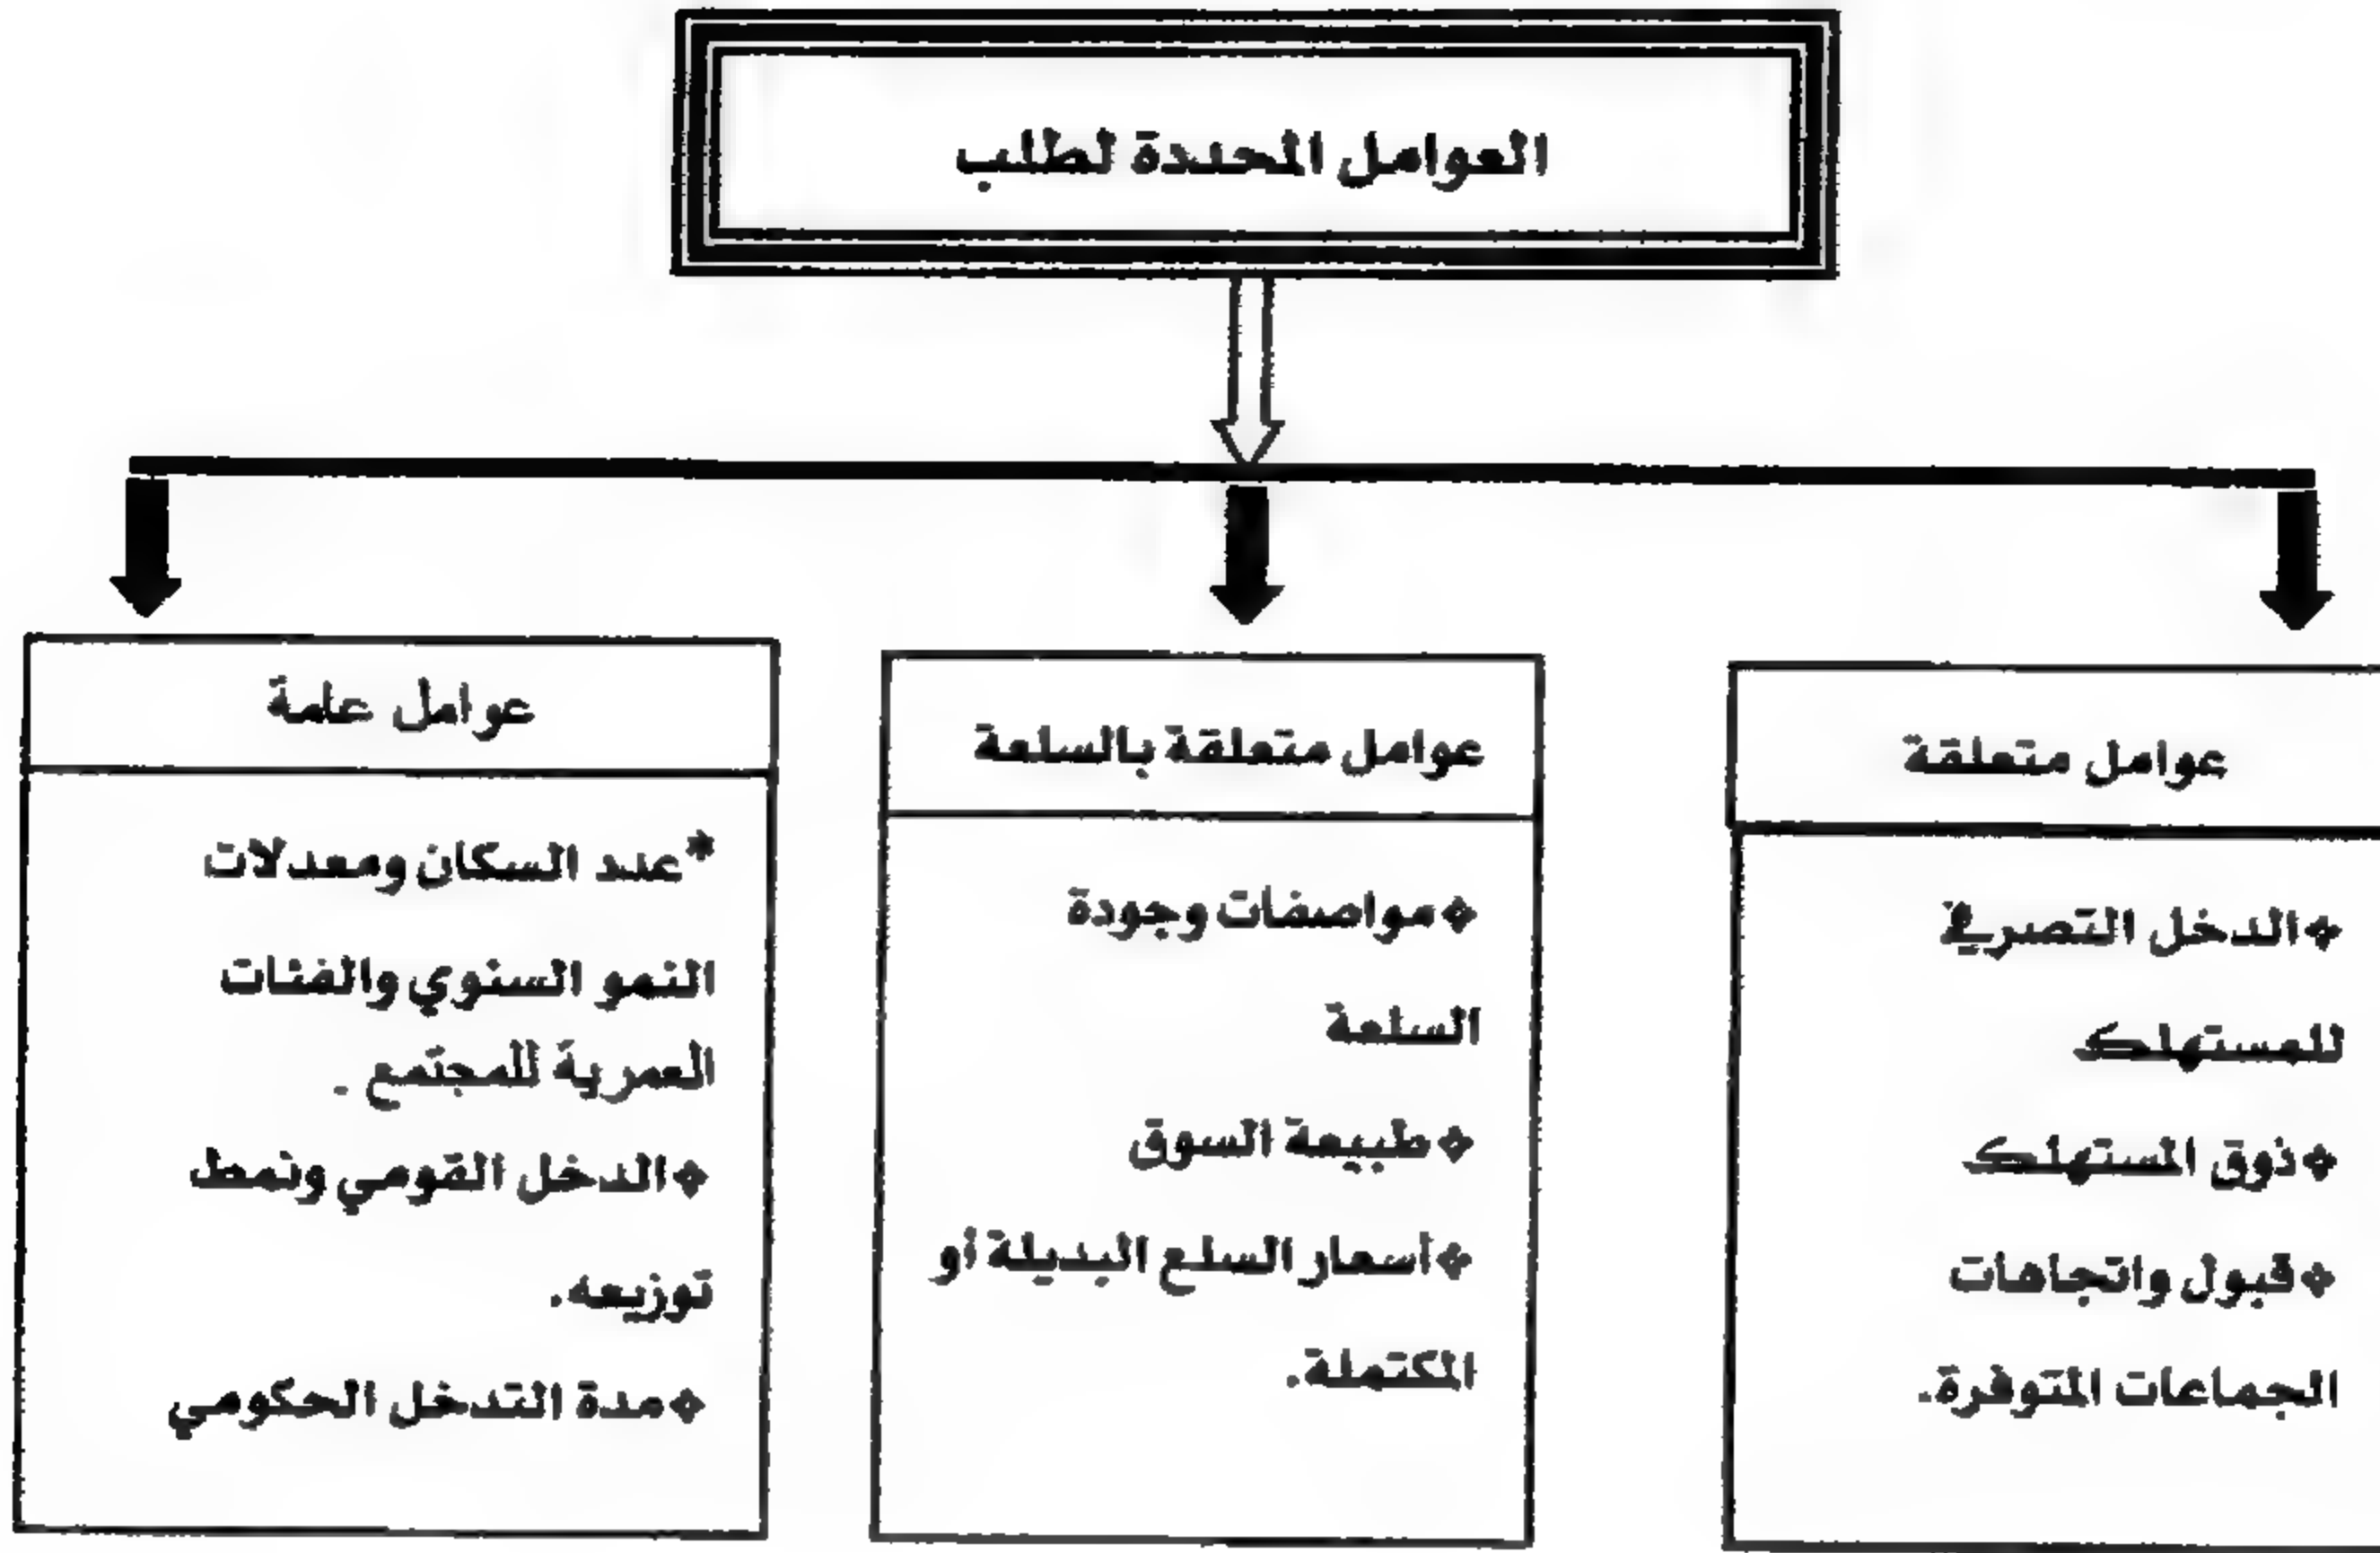 العوامل المحددة لطلب
عوامل متعلقة
❖الدخل التصرفي
للمستهلك
❖ذوق المستهلك
❖قبول واتجاهات
الجماعات المتوفرة.
عوامل متعلقة بالسلعة
❖مواصفات وجودة
السلعة
❖طبيعة السوق
❖أسعار السلع البديلة أو
المكتملة.
عوامل عامة
*عدد السكان ومعدلات
النمو السنوي والفئات
العمرية للمجتمع .
❖الدخل القومي ونمط
توزيعه.
❖مدة التدخل الحكومي